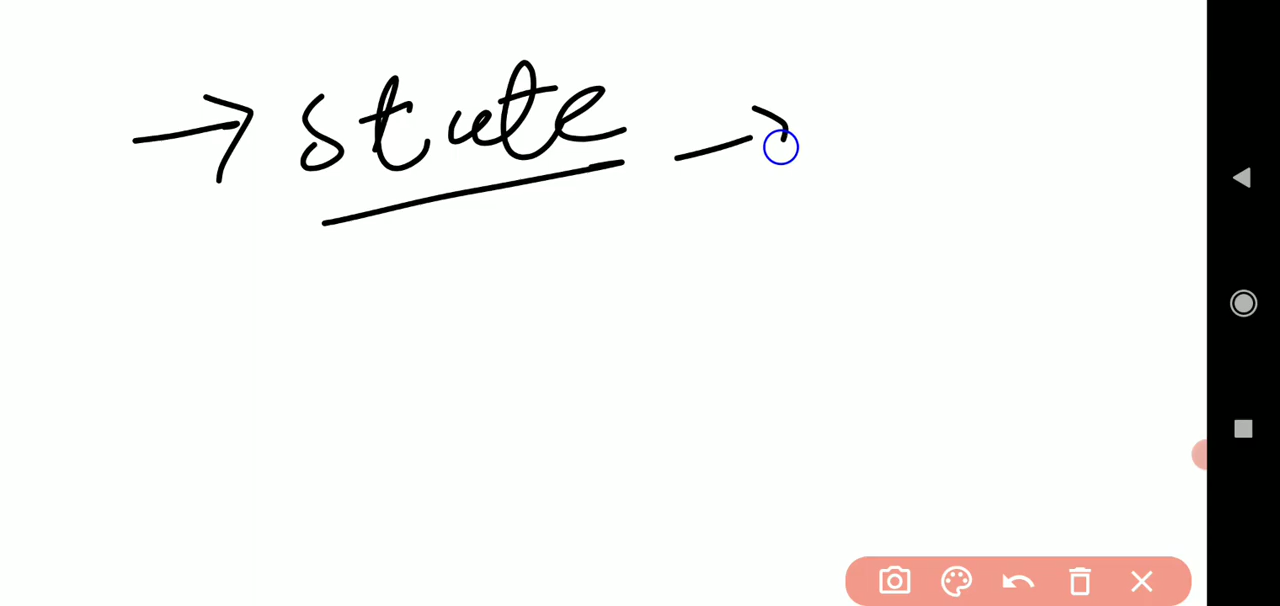 → state →